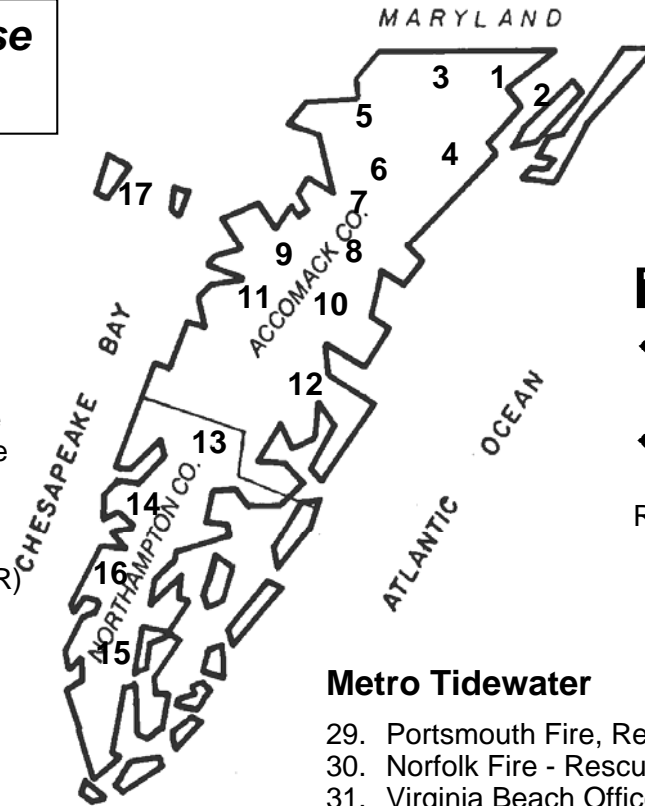 se
MARYLAND
3
1
2
5
4
6
17
7
9
8
ACCOMACK CO.
11
10
CHESAPEAKE BAY
12
ATLANTIC OCEAN
13
e
14
NORTHAMPTON CO.
16
R)
15
R
Metro Tidewater
29. Portsmouth Fire, Re
30. Norfolk Fire - Rescu
31. Virginia Beach Offic